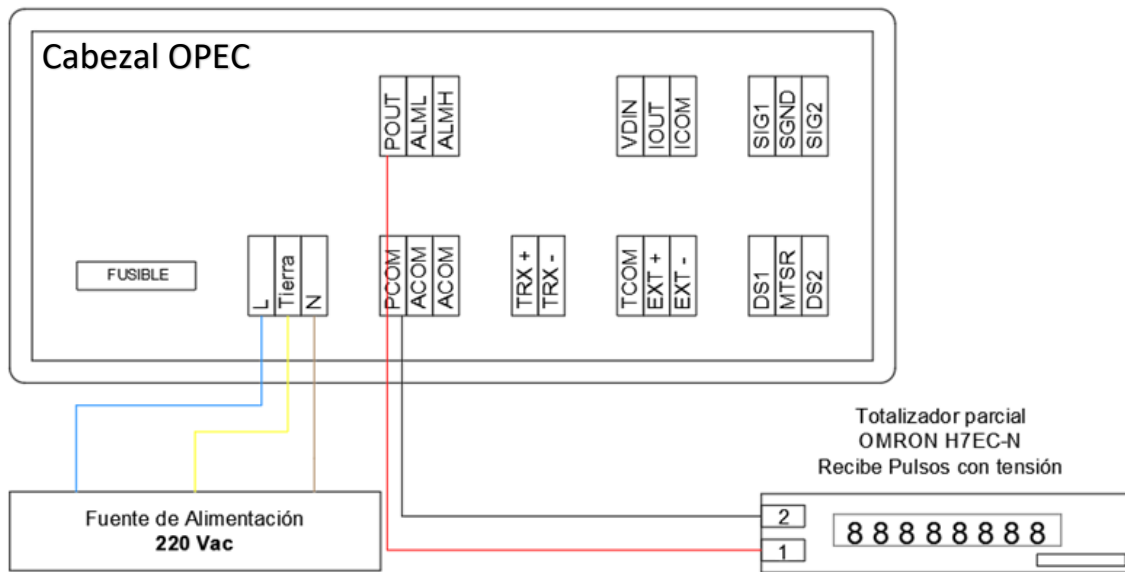 Cabezal OPEC
POUT
ALML
ALMH
VDIN
IOUT
ICOM
SIG1
SGND
SIG2
FUSIBLE
L
Tierra
N
PCOM
ACOM
ACOM
TRX +
TRX -
TCOM
EXT +
EXT -
DS1
MTSR
DS2
Totalizador parcial
OMRON H7EC-N
Recibe Pulsos con tensión
Fuente de Alimentación
220 Vac
2
88888888
1